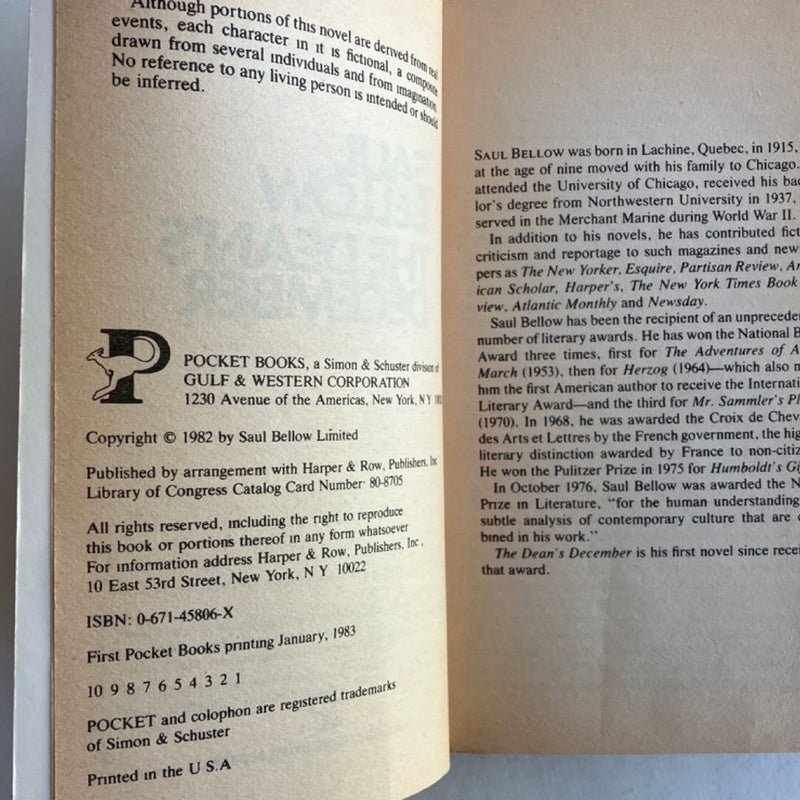 Although portions of this novel are derived from real
events, each character in it is fictional, a composite
drawn from several individuals and from imagination.
No reference to any living person is intended or should
be inferred.
P
POCKET BOOKS, a Simon & Schuster division of
GULF & WESTERN CORPORATION
1230 Avenue of the Americas, New York, N Y
Copyright © 1982 by Saul Bellow Limited
Published by arrangement with Harper & Row, Publishers, Inc
Library of Congress Catalog Card Number 80-8705
All rights reserved, including the right to reproduce
this book or portions thereof in any form whatsoever
For information address Harper & Row, Publishers, Inc.,
10 East 53rd Street, New York, N Y 10022
ISBN: 0-671-45806-X
First Pocket Books printing January, 1983
10 9 8 7 6 5 4 3 2 1
POCKET and colophon are registered trademarks
of Simon & Schuster
Printed in the U S.A
SAUL BELLOW was born in Lachine, Quebec, in 1915,
at the age of nine moved with his family to Chicago.
attended the University of Chicago, received his bac
lor's degree from Northwestern University in 1937,
served in the Merchant Marine during World War II.
In addition to his novels, he has contributed fict
criticism and reportage to such magazines and news
pers as The New Yorker, Esquire, Partisan Review, Am
ican Scholar, Harper's, The New York Times Book
view, Atlantic Monthly and Newsday.
Saul Bellow has been the recipient of an unpreceden
number of literary awards. He has won the National B
Award three times, first for The Adventures of A
March (1953), then for Herzog (1964)—which also m
him the first American author to receive the Internati
Literary Award—and the third for Mr. Sammler's Pl
(1970). In 1968, he was awarded the Croix de Chev
des Arts et Lettres by the French government, the hig
literary distinction awarded by France to non-citiz
He won the Pulitzer Prize in 1975 for Humboldt's Gi
In October 1976, Saul Bellow was awarded the N
Prize in Literature, "for the human understanding
subtle analysis of contemporary culture that are c
bined in his work."
The Dean's December is his first novel since recei
that award.